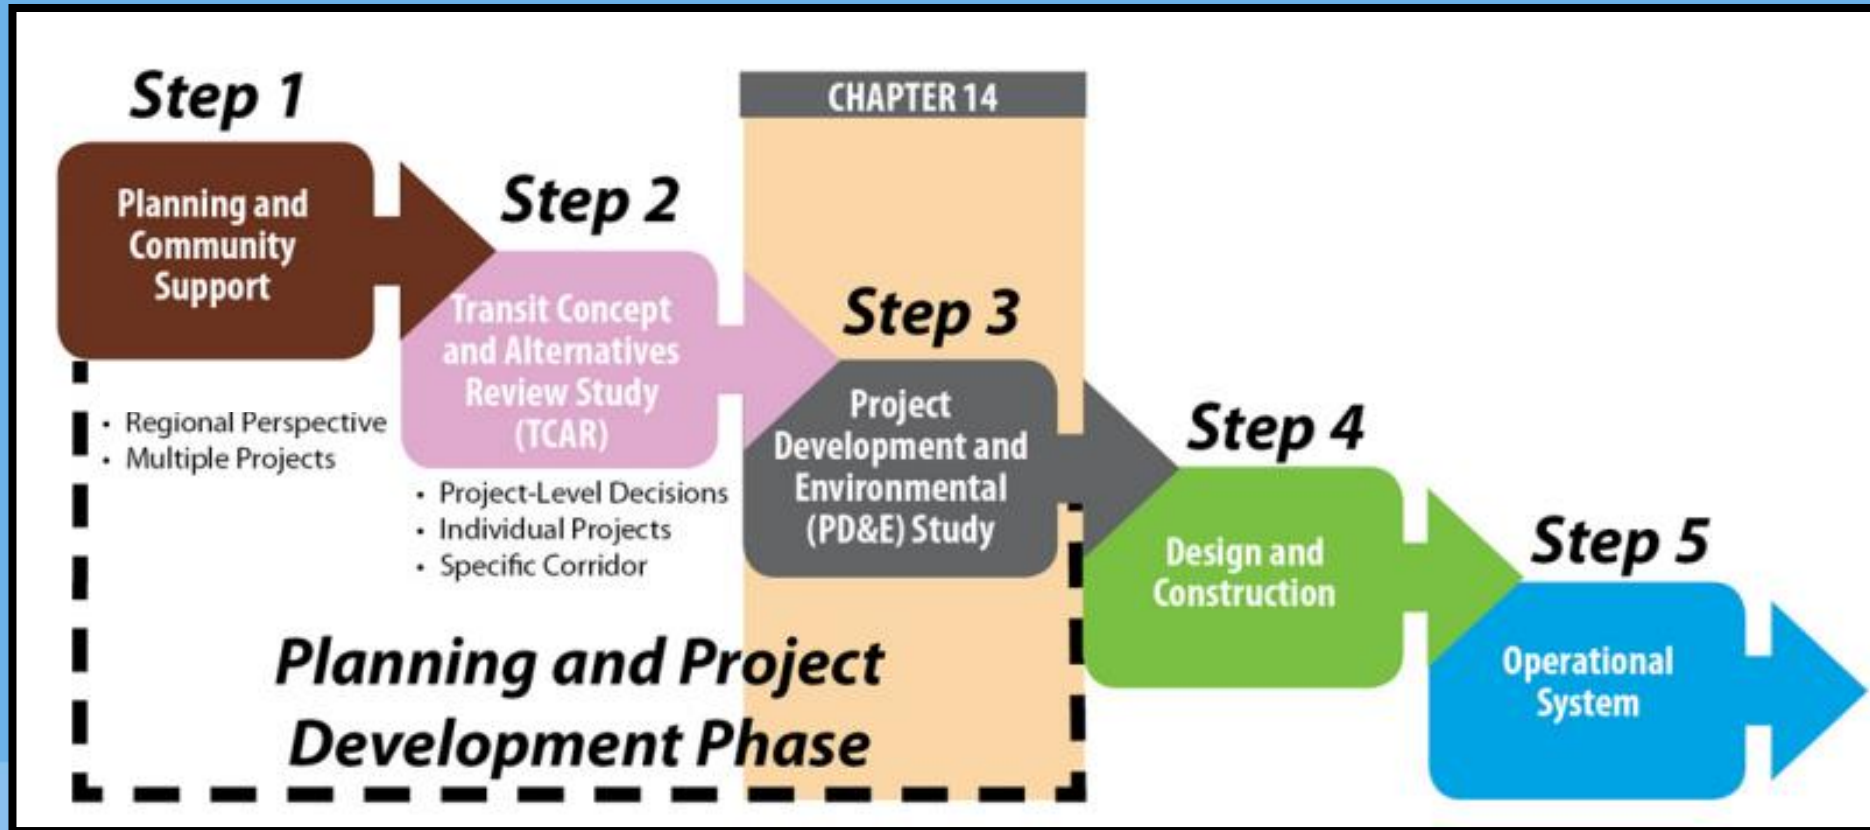 Step 1
Planning and
Community
Support
• Regional Perspective
• Multiple Projects
Step 2
Transit Concept
and Alternatives
Review Study
(TCAR)
• Project-Level Decisions
• Individual Projects
• Specific Corridor
CHAPTER 14
Step 3
Project
Development and
Environmental
(PD&E) Study
Planning and Project
Development Phase
Step 4
Design and
Construction
Step 5
Operational
System